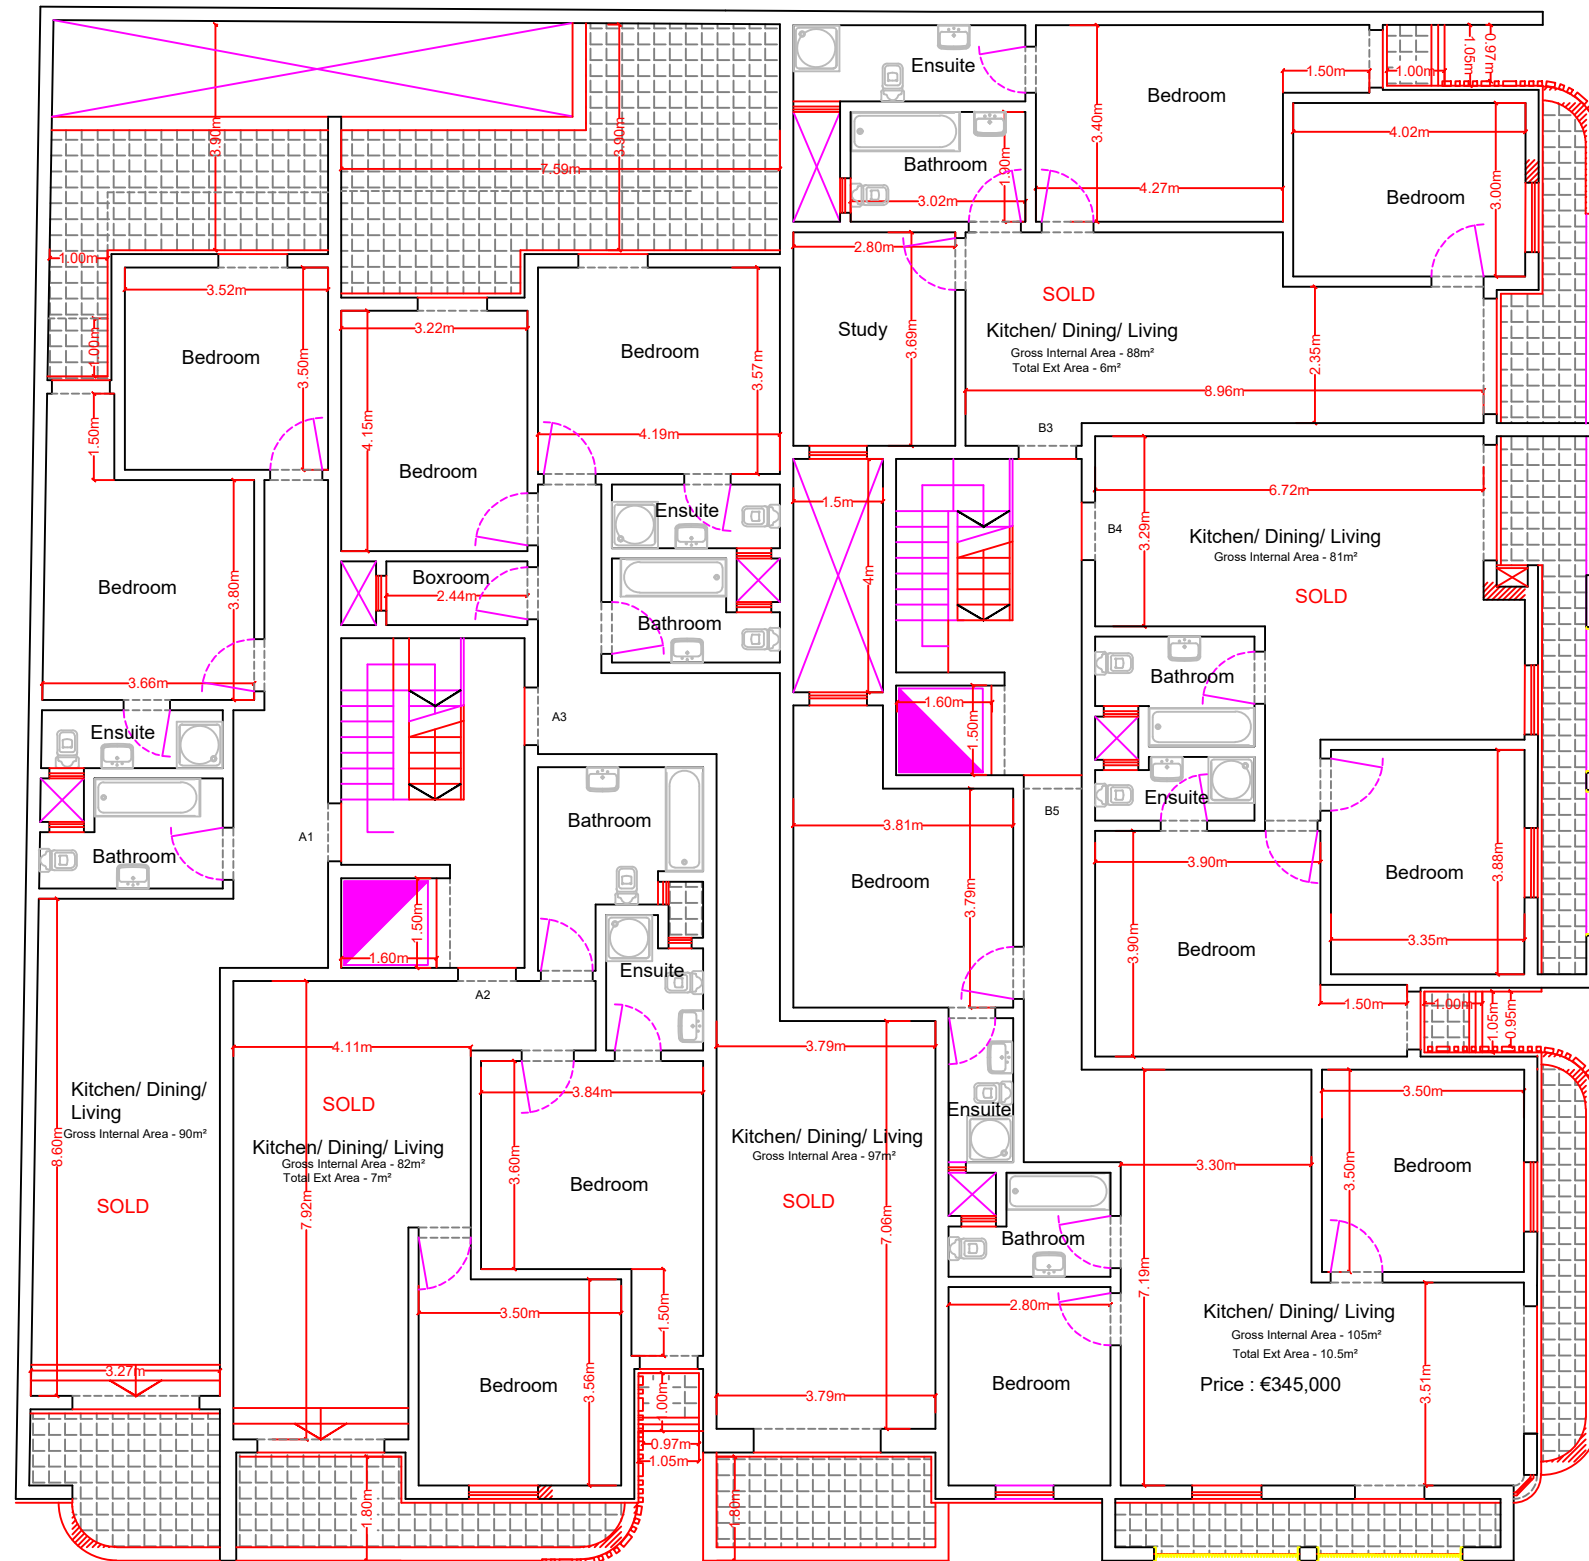 Ensuite
Bedroom
1.50m
1.00m
1.05m
0.97m
3.90m
3.90m
3.40m
4.02m
7.59m
Bathroom
1.90m
3.02m
4.27m
Bedroom
3.00m
1.00m
3.52m
2.80m
SOLD
Study
3.69m
Kitchen/ Dining/ Living
Gross Internal Area - 88m²
Total Ext Area - 6m²
2.35m
8.96m
1.00m
Bedroom
3.50m
3.22m
Bedroom
3.57m
4.19m
1.50m
4.15m
Bedroom
B3
1.5m
4m
6.72m
3.29m
B4
Kitchen/ Dining/ Living
Gross Internal Area - 81m²
SOLD
Ensuite
Boxroom
2.44m
Bathroom
Bedroom
3.80m
3.66m
Ensuite
A3
1.60m
1.50m
Bathroom
Ensuite
B5
A1
Bathroom
Bathroom
3.81m
3.79m
Bedroom
3.90m
3.90m
Bedroom
Bedroom
3.88m
3.35m
1.50m
1.60m
Ensuite
A2
1.50m
1.00m
1.05m
0.95m
4.11m
3.84m
3.79m
Kitchen/ Dining/
Living
Gross Internal Area - 90m²
8.60m
SOLD
SOLD
Kitchen/ Dining/ Living
Gross Internal Area - 82m²
Total Ext Area - 7m²
7.92m
3.60m
Bedroom
Kitchen/ Dining/ Living
Gross Internal Area - 97m²
SOLD
7.06m
Ensuite
3.30m
3.50m
3.50m
Bedroom
Bathroom
7.19m
2.80m
3.50m
1.50m
Kitchen/ Dining/ Living
Gross Internal Area - 105m²
Total Ext Area - 10.5m²
Price : €345,000
3.51m
3.27m
Bedroom
3.56m
1.00m
3.79m
Bedroom
0.97m
1.05m
1.80m
1.80m